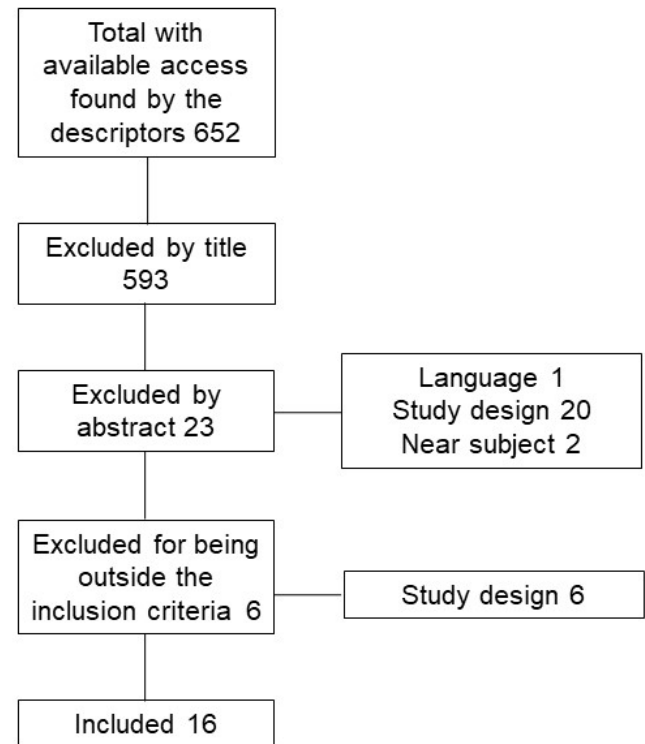 Total with
available access
found by the
descriptors 652
Excluded by title
593
Excluded by
abstract 23
Language 1
Study design 20
Near subject 2
Excluded for being
outside the
inclusion criteria 6
Study design 6
Included 16